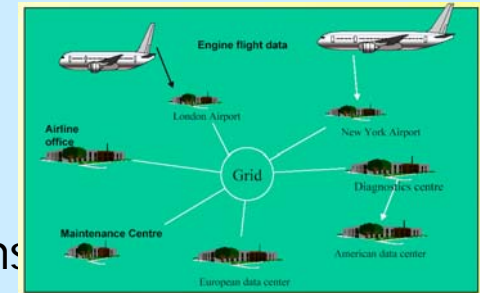 Engine flight data
London Airport
New York Airport
Airline
office
Grid
Diagnostics centre
Maintenance Centre
American data center
European data center
ns